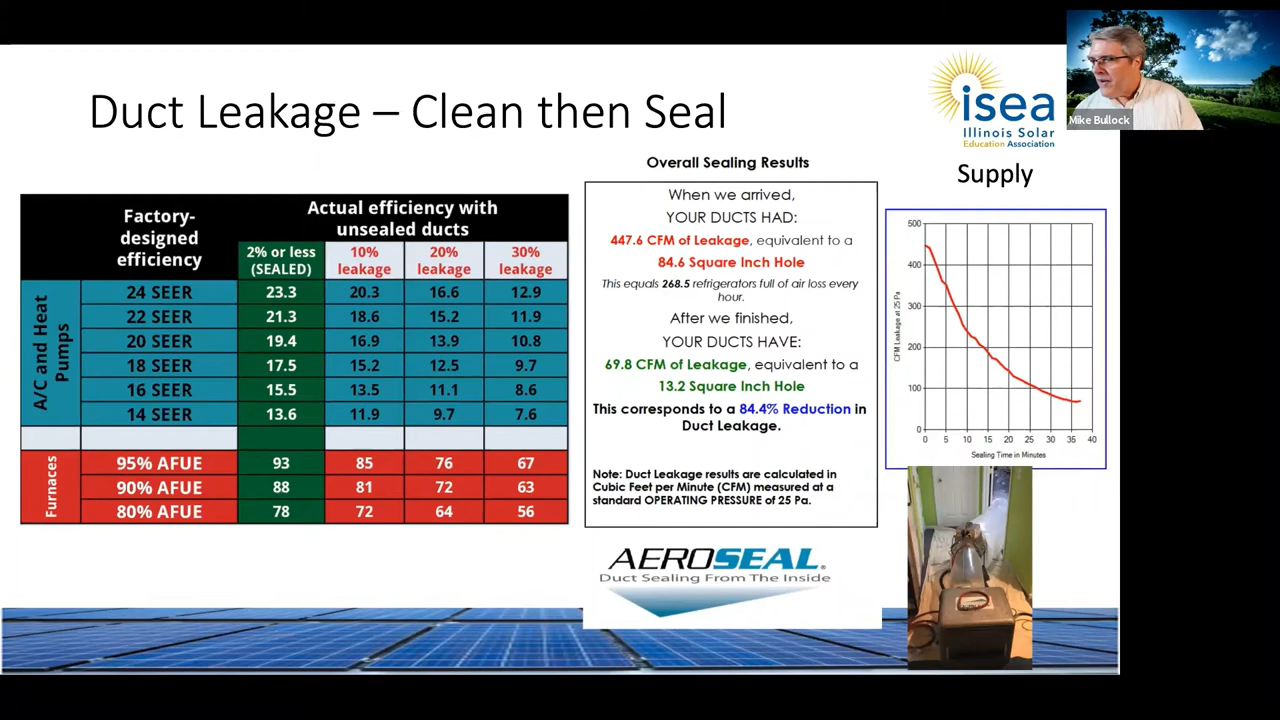 Duct Leakage – Clean then Seal
isea
Illinois Solar
Education Association
Mike Bullock
Factory-
designed
efficiency
Actual efficiency with
unsealed ducts
2% or less
(SEALED)
10%
leakage
20%
leakage
30%
leakage
A/C and Heat
Pumps
24 SEER 23.3 20.3 16.6 12.9
22 SEER 21.3 18.6 15.2 11.9
20 SEER 19.4 16.9 13.9 10.8
18 SEER 17.5 15.2 12.5 9.7
16 SEER 15.5 13.5 11.1 8.6
14 SEER 13.6 11.9 9.7 7.6
Furnaces
95% AFUE 93 85 76 67
90% AFUE 88 81 72 63
80% AFUE 78 72 64 56
Overall Sealing Results
When we arrived,
YOUR DUCTS HAD:
447.6 CFM of Leakage, equivalent to a
84.6 Square Inch Hole
This equals 268.5 refrigerators full of air loss every
hour.
After we finished,
YOUR DUCTS HAVE:
69.8 CFM of Leakage, equivalent to a
13.2 Square Inch Hole
This corresponds to a 84.4% Reduction in
Duct Leakage.
Note: Duct Leakage results are calculated in
Cubic Feet per Minute (CFM) measured at a
standard OPERATING PRESSURE of 25 Pa.
AEROSEAL®
Duct Sealing From The Inside
Supply
CFM Leakage at 25 Pa
500
400
300
200
100
0
0 5 10 15 20 25 30 35 40
Sealing Time in Minutes